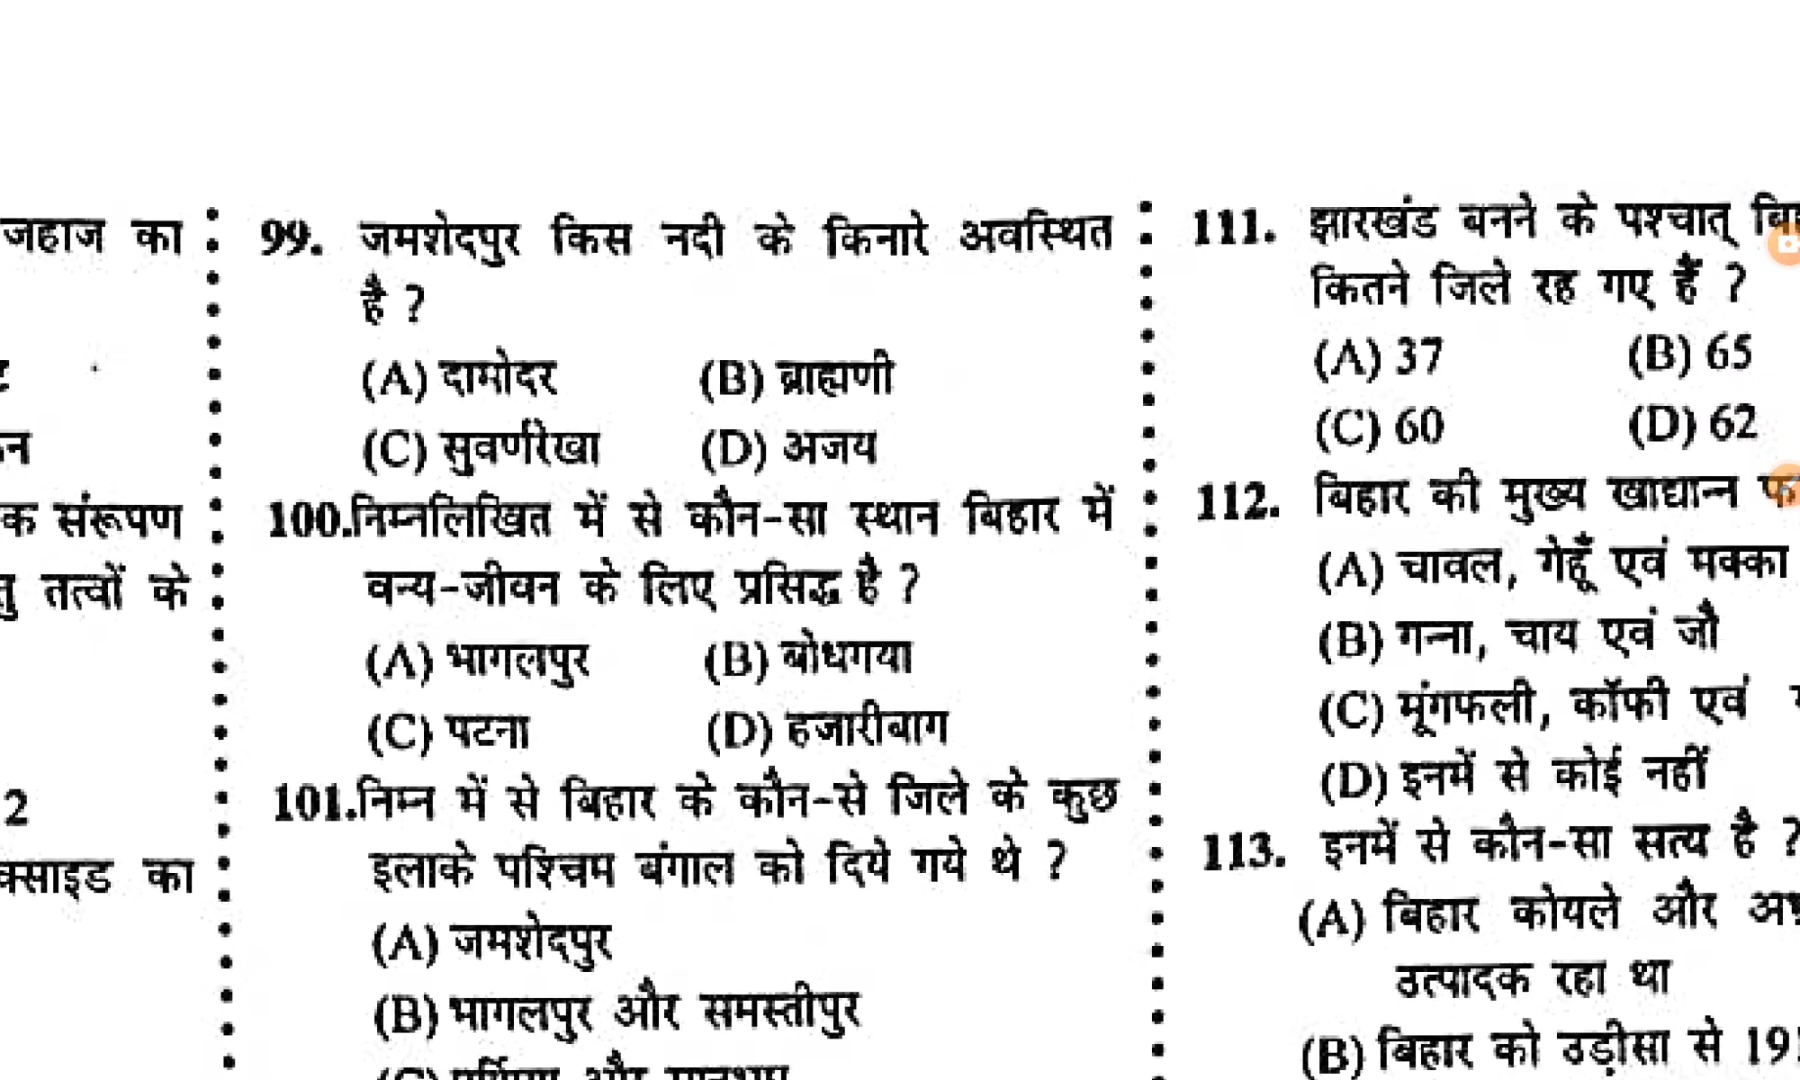 जहाज का
न
क संरूपण
तु तत्वों के
2
क्साइड का
99. जमशेदपुर किस नदी के किनारे अवस्थित
है ?
(A) दामोदर (B) ब्राह्मणी
(C) सुवर्णरेखा (D) अजय
100.निम्नलिखित में से कौन-सा स्थान बिहार में
वन्य-जीवन के लिए प्रसिद्ध है ?
(A) भागलपुर (B) बोधगया
(C) पटना (D) हजारीबाग
101.निम्न में से बिहार के कौन-से जिले के कुछ
इलाके पश्चिम बंगाल को दिये गये थे ?
(A) जमशेदपुर
(B) भागलपुर और समस्तीपुर
(C) पूर्णिया और मानभूम
111. झारखंड बनने के पश्चात्
कितने जिले रह गए हैं ?
(A) 37 (B) 65
(C) 60 (D) 62
112. बिहार की मुख्य खाद्यान्न
(A) चावल, गेहूँ एवं मक्का
(B) गन्ना, चाय एवं जौ
(C) मूंगफली, कॉफी एवं
(D) इनमें से कोई नहीं
113. इनमें से कौन-सा सत्य है ?
(A) बिहार कोयले और
उत्पादक रहा था
(B) बिहार को उड़ीसा से 19